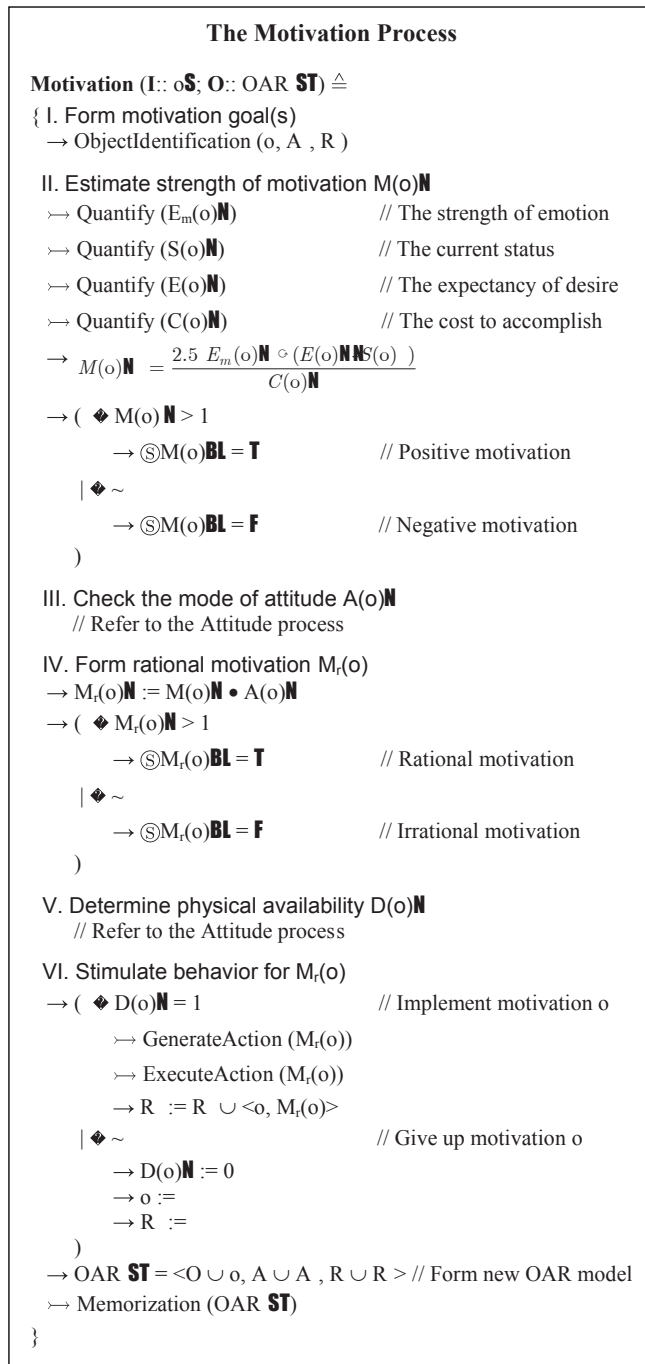 The Motivation Process
Motivation (I:: oS; O:: OAR ST) ≙
{ I. Form motivation goal(s)
→ ObjectIdentification (o, A , R )
II. Estimate strength of motivation M(o)N
↣ Quantify (Eₘ(o)N) // The strength of emotion
↣ Quantify (S(o)N) // The current status
↣ Quantify (E(o)N) // The expectancy of desire
↣ Quantify (C(o)N) // The cost to accomplish
→ M(o)N = 2.5 Eₘ(o)N (E(o)N S(o) ) / C(o)N
→ ( � M(o) N > 1
→ ⓈM(o)BL = T // Positive motivation
| � ~
→ ⓈM(o)BL = F // Negative motivation
)
III. Check the mode of attitude A(o)N
// Refer to the Attitude process
IV. Form rational motivation Mᵣ(o)
→ Mᵣ(o)N := M(o)N • A(o)N
→ ( � Mᵣ(o)N > 1
→ ⓈMᵣ(o)BL = T // Rational motivation
| � ~
→ ⓈMᵣ(o)BL = F // Irrational motivation
)
V. Determine physical availability D(o)N
// Refer to the Attitude process
VI. Stimulate behavior for Mᵣ(o)
→ ( � D(o)N = 1 // Implement motivation o
↣ GenerateAction (Mᵣ(o))
↣ ExecuteAction (Mᵣ(o))
→ R := R ∪ <o, Mᵣ(o)>
| � ~ // Give up motivation o
→ D(o)N := 0
→ o :=
→ R :=
)
→ OAR ST = <O ∪ o, A ∪ A , R ∪ R > // Form new OAR model
↣ Memorization (OAR ST)
}